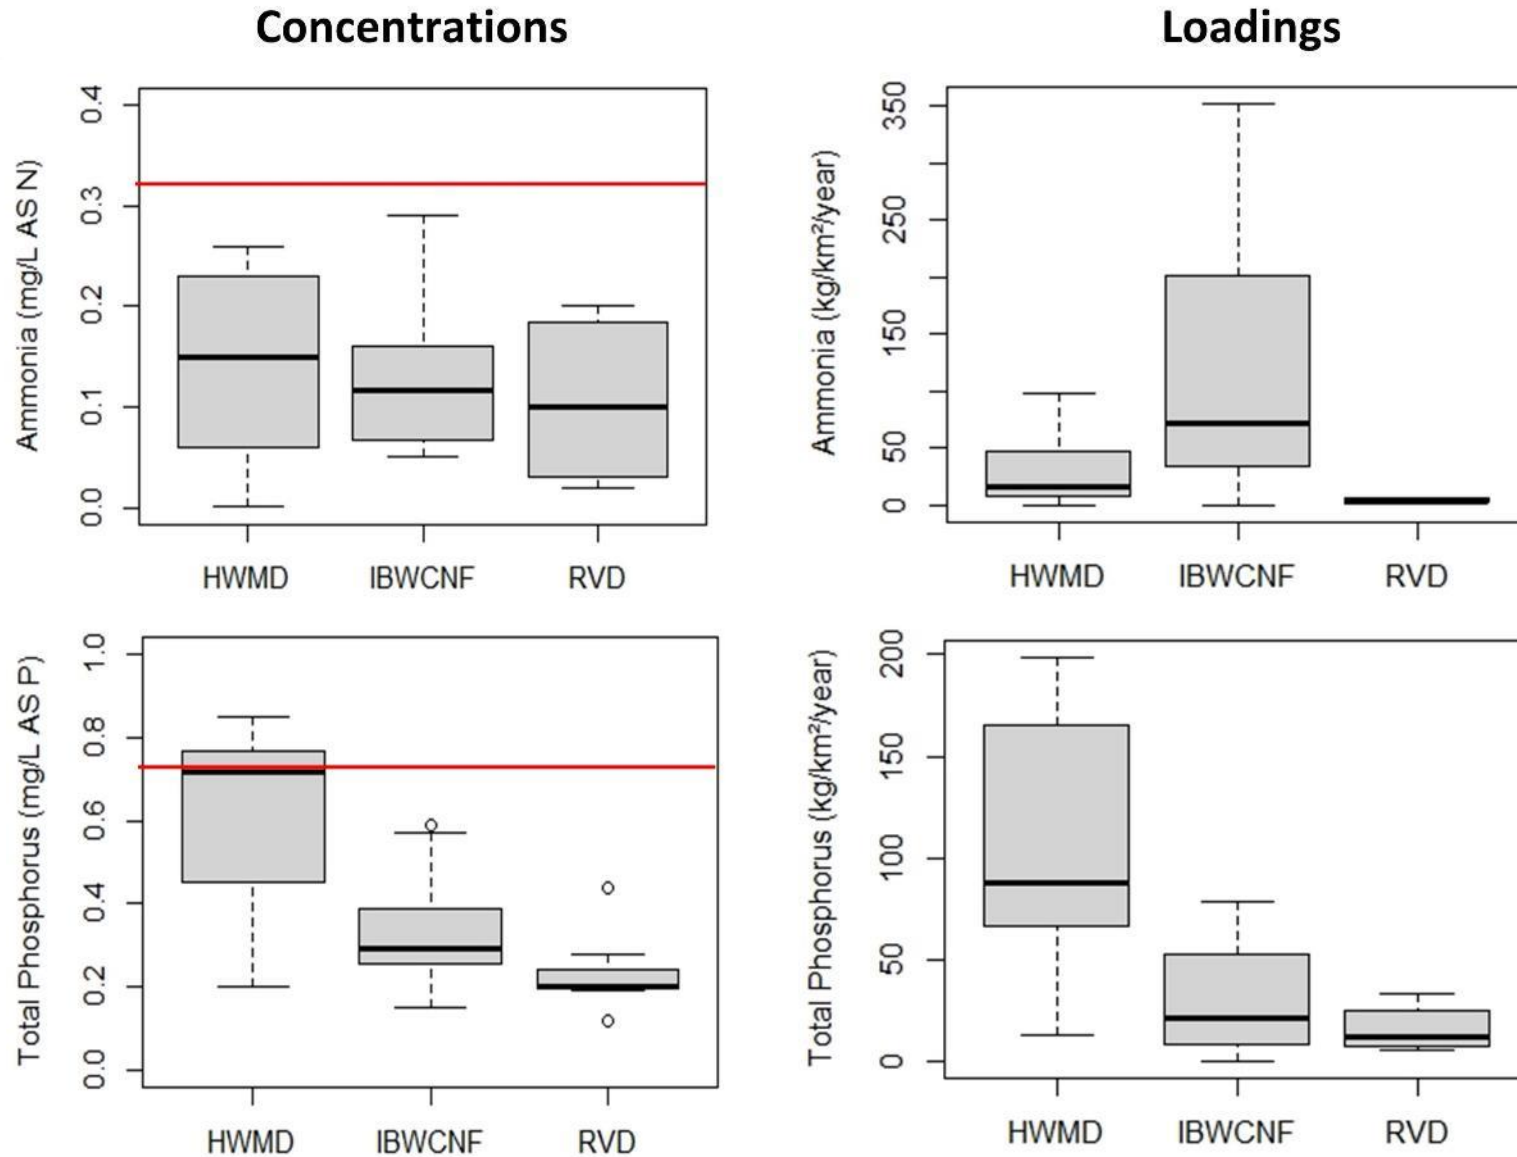 Concentrations
Loadings
Ammonia (mg/L AS N)
0.4
0.3
0.2
0.1
0.0
HWMD IBWCNF RVD
Ammonia (kg/km²/year)
350
250
150
50
0
HWMD IBWCNF RVD
Total Phosphorus (mg/L AS P)
1.0
0.8
0.6
0.4
0.2
0.0
HWMD IBWCNF RVD
Total Phosphorus (kg/km²/year)
200
150
100
50
0
HWMD IBWCNF RVD